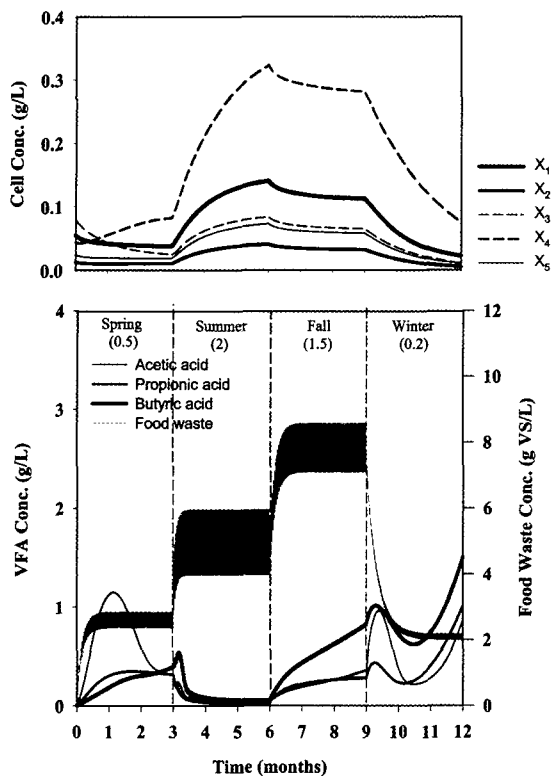 0.4
0.3
0.2
0.1
0.0
Cell Conc. (g/L)
X₁
X₂
X₃
X₄
X₅
4
3
2
1
0
VFA Conc. (g/L)
Spring Summer Fall Winter
(0.5) (2) (1.5) (0.2)
Acetic acid
Propionic acid
Butyric acid
Food waste
12
10
8
6
4
2
0
Food Waste Conc. (g VS/L)
0 1 2 3 4 5 6 7 8 9 10 11 12
Time (months)